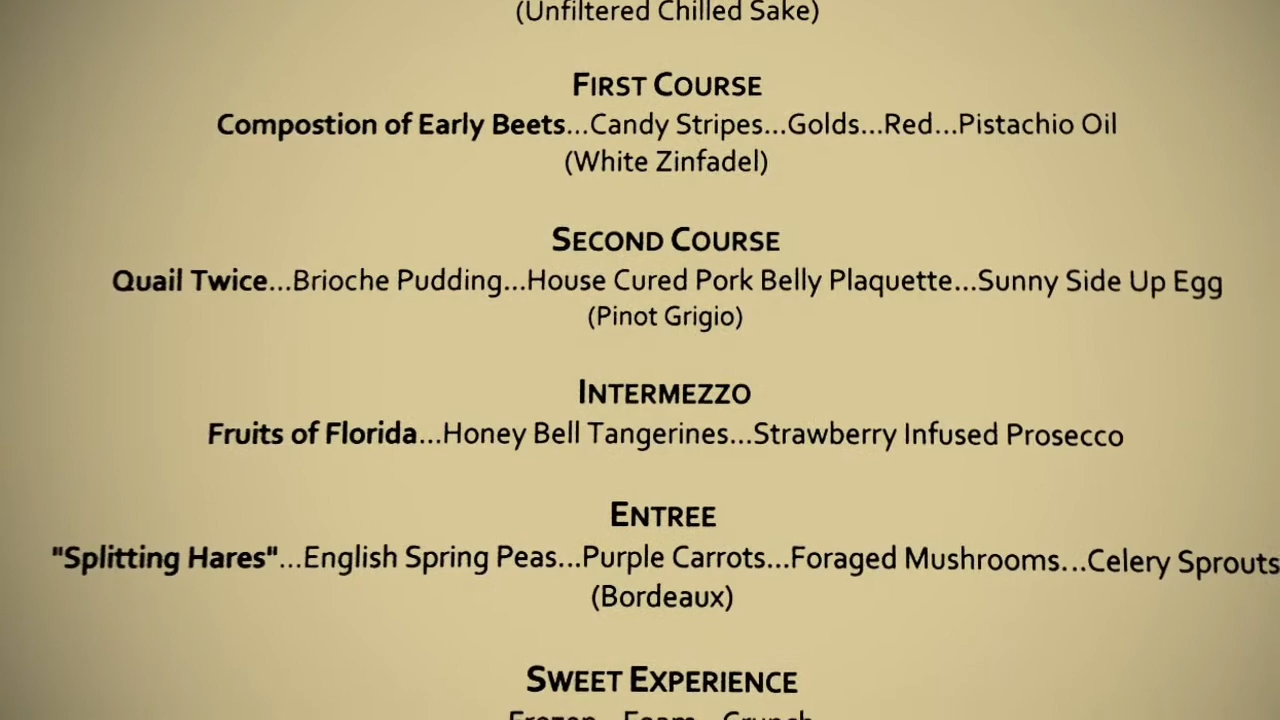 (Unfiltered Chilled Sake)
FIRST COURSE
Compostion of Early Beets...Candy Stripes...Golds...Red...Pistachio Oil
(White Zinfadel)
SECOND COURSE
Quail Twice...Brioche Pudding...House Cured Pork Belly Plaquette...Sunny Side Up Egg
(Pinot Grigio)
INTERMEZZO
Fruits of Florida...Honey Bell Tangerines...Strawberry Infused Prosecco
ENTREE
"Splitting Hares"...English Spring Peas...Purple Carrots...Foraged Mushrooms...Celery Sprouts
(Bordeaux)
SWEET EXPERIENCE
Frozen...Foam...Crunch